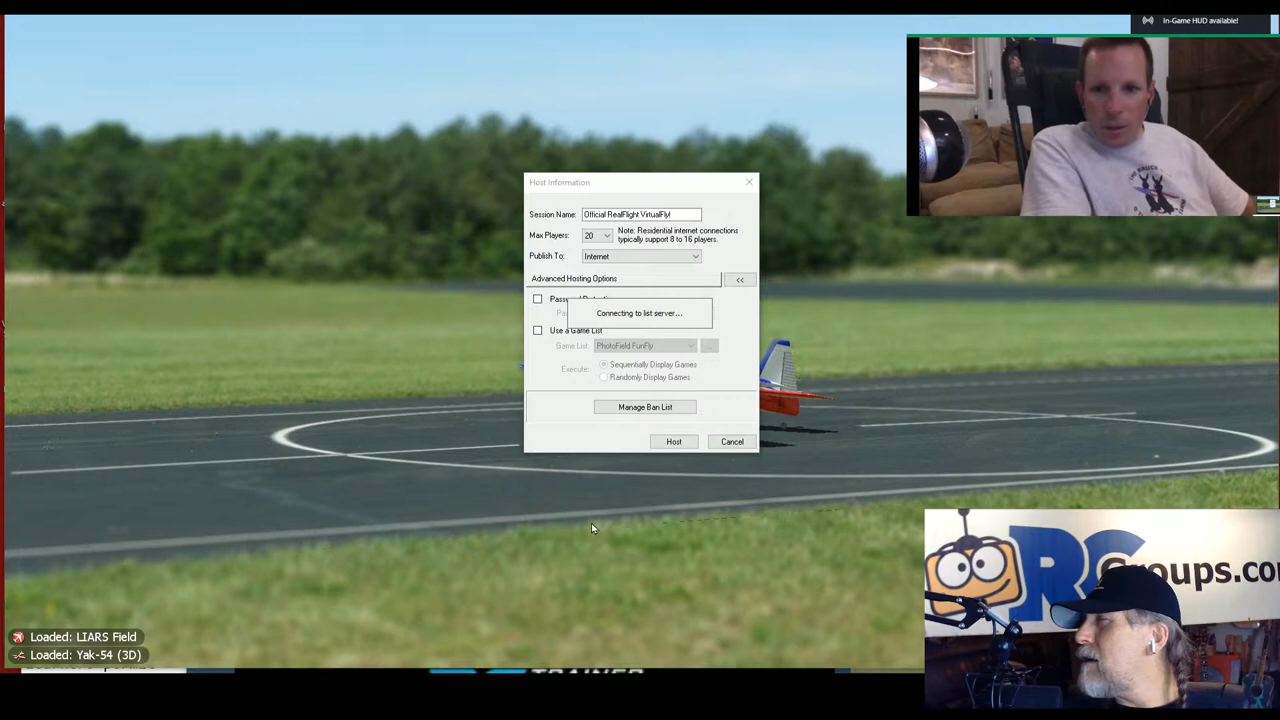 In-Game HUD available!
Host Information
Session Name: Official RealFlight VirtualFly!
Max Players: 20 Note: Residential internet connections
typically support 8 to 16 players.
Publish To: Internet
Advanced Hosting Options <<
Connecting to list server...
Use a Game List
Game List: PhotoField FunFly ...
Execute: Sequentially Display Games
Randomly Display Games
Manage Ban List
Host Cancel
RCGroups.co
Loaded: LIARS Field
Loaded: Yak-54 (3D)